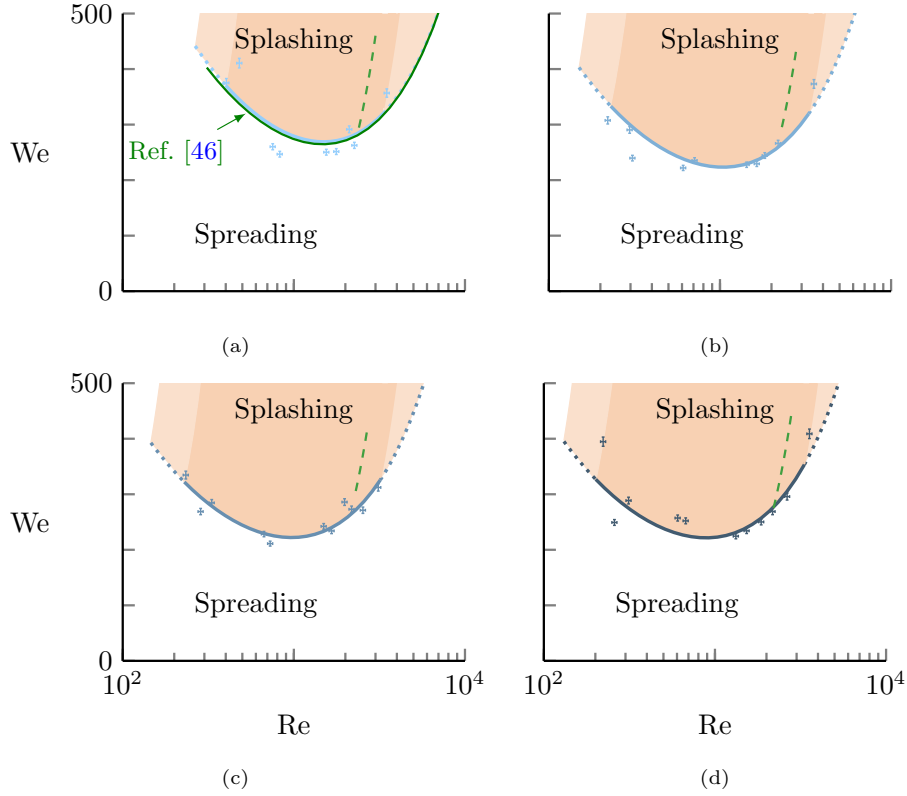 500
Splashing
Splashing
We
Ref. [46]
Spreading
Spreading
0
(a)
(b)
500
Splashing
Splashing
We
Spreading
Spreading
0
10^2
10^4
10^2
10^4
Re
Re
(c)
(d)